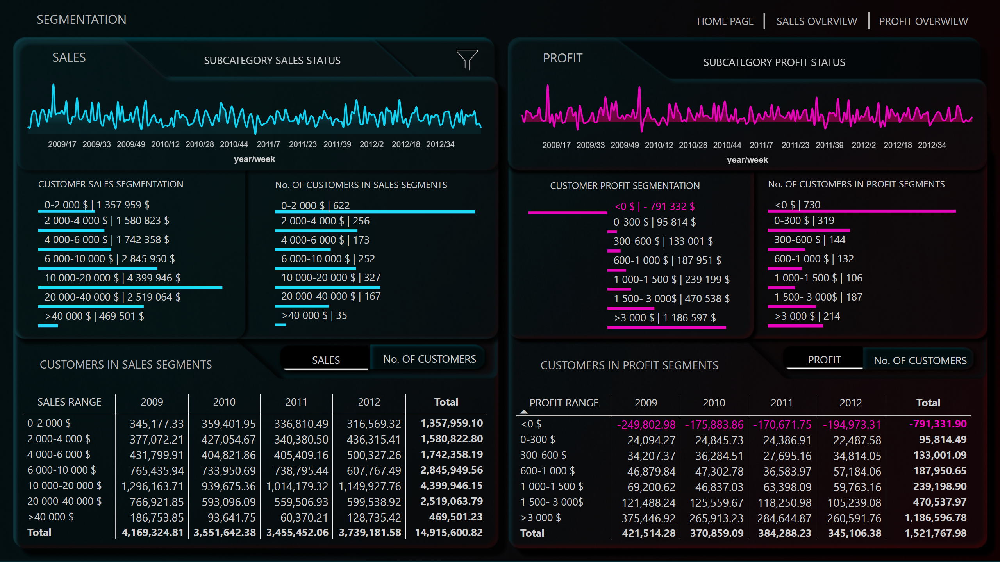 SEGMENTATION
HOME PAGE | SALES OVERVIEW | PROFIT OVERWIEW
SALES
SUBCATEGORY SALES STATUS
2009/17 2009/33 2009/49 2010/12 2010/28 2010/44 2011/7 2011/23 2011/39 2012/2 2012/18 2012/34
year/week
CUSTOMER SALES SEGMENTATION
0-2 000 $ | 1 357 959 $
2 000-4 000 $ | 1 580 823 $
4 000-6 000 $ | 1 742 358 $
6 000-10 000 $ | 2 845 950 $
10 000-20 000 $ | 4 399 946 $
20 000-40 000 $ | 2 519 064 $
>40 000 $ | 469 501 $
No. OF CUSTOMERS IN SALES SEGMENTS
0-2 000 $ | 622
2 000-4 000 $ | 256
4 000-6 000 $ | 173
6 000-10 000 $ | 252
10 000-20 000 $ | 327
20 000-40 000 $ | 167
>40 000 $ | 35
CUSTOMERS IN SALES SEGMENTS
SALES No. OF CUSTOMERS
SALES RANGE 2009 2010 2011 2012 Total
0-2 000 $ 345,177.33 359,401.95 336,810.49 316,569.32 1,357,959.10
2 000-4 000 $ 377,072.21 427,054.67 340,380.50 436,315.41 1,580,822.80
4 000-6 000 $ 431,799.91 404,821.86 405,409.16 500,327.26 1,742,358.19
6 000-10 000 $ 765,435.94 733,950.69 738,795.44 607,767.49 2,845,949.56
10 000-20 000 $ 1,296,163.71 939,675.36 1,014,179.32 1,149,927.76 4,399,946.15
20 000-40 000 $ 766,921.85 593,096.09 559,506.93 599,538.92 2,519,063.79
>40 000 $ 186,753.85 93,641.75 60,370.21 128,735.42 469,501.23
Total 4,169,324.81 3,551,642.38 3,455,452.06 3,739,181.58 14,915,600.82
PROFIT
SUBCATEGORY PROFIT STATUS
2009/17 2009/33 2009/49 2010/12 2010/28 2010/44 2011/7 2011/23 2011/39 2012/2 2012/18 2012/34
year/week
CUSTOMER PROFIT SEGMENTATION
<0 $ | - 791 332 $
0-300 $ | 95 814 $
300-600 $ | 133 001 $
600-1 000 $ | 187 951 $
1 000-1 500 $ | 239 199 $
1 500- 3 000$ | 470 538 $
>3 000 $ | 1 186 597 $
No. OF CUSTOMERS IN PROFIT SEGMENTS
<0 $ | 730
0-300 $ | 319
300-600 $ | 144
600-1 000 $ | 132
1 000-1 500 $ | 106
1 500- 3 000$ | 187
>3 000 $ | 214
CUSTOMERS IN PROFIT SEGMENTS
PROFIT No. OF CUSTOMERS
PROFIT RANGE 2009 2010 2011 2012 Total
<0 $ -249,802.98 -175,883.86 -170,671.75 -194,973.31 -791,331.90
0-300 $ 24,094.27 24,845.73 24,386.91 22,487.58 95,814.49
300-600 $ 34,207.37 36,284.51 27,695.16 34,814.05 133,001.09
600-1 000 $ 46,879.84 47,302.78 36,583.97 57,184.06 187,950.65
1 000-1 500 $ 69,200.62 46,837.03 63,398.09 59,763.16 239,198.90
1 500- 3 000$ 121,488.24 125,559.67 118,250.98 105,239.08 470,537.97
>3 000 $ 375,446.92 265,913.23 284,644.87 260,591.76 1,186,596.78
Total 421,514.28 370,859.09 384,288.23 345,106.38 1,521,767.98